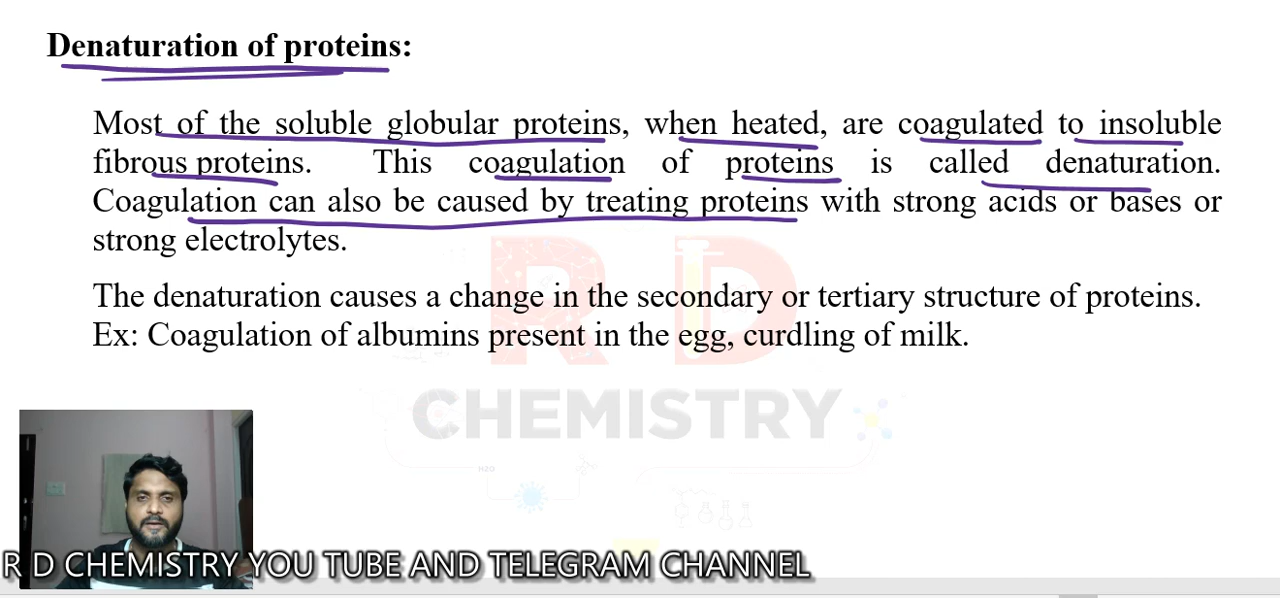 Denaturation of proteins:
Most of the soluble globular proteins, when heated, are coagulated to insoluble
fibrous proteins. This coagulation of proteins is called denaturation.
Coagulation can also be caused by treating proteins with strong acids or bases or
strong electrolytes.
The denaturation causes a change in the secondary or tertiary structure of proteins.
Ex: Coagulation of albumins present in the egg, curdling of milk.
R D
CHEMISTRY
H2O
R D CHEMISTRY YOU TUBE AND TELEGRAM CHANNEL